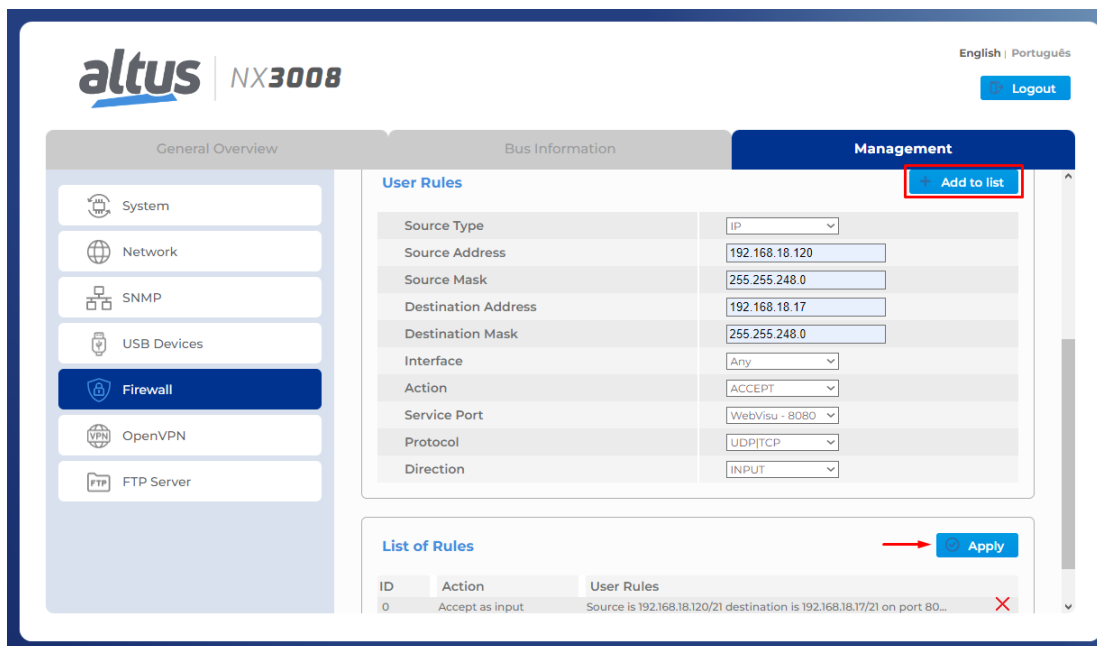 English | Português
altus | NX3008
Logout
General Overview Bus Information Management
User Rules + Add to list
System
Network
SNMP
USB Devices
Firewall
VPN OpenVPN
FTP FTP Server
Source Type IP
Source Address 192.168.18.120
Source Mask 255.255.248.0
Destination Address 192.168.18.17
Destination Mask 255.255.248.0
Interface Any
Action ACCEPT
Service Port WebVisu - 8080
Protocol UDP|TCP
Direction INPUT
List of Rules Apply
ID Action User Rules
0 Accept as input Source is 192.168.18.120/21 destination is 192.168.18.17/21 on port 80...